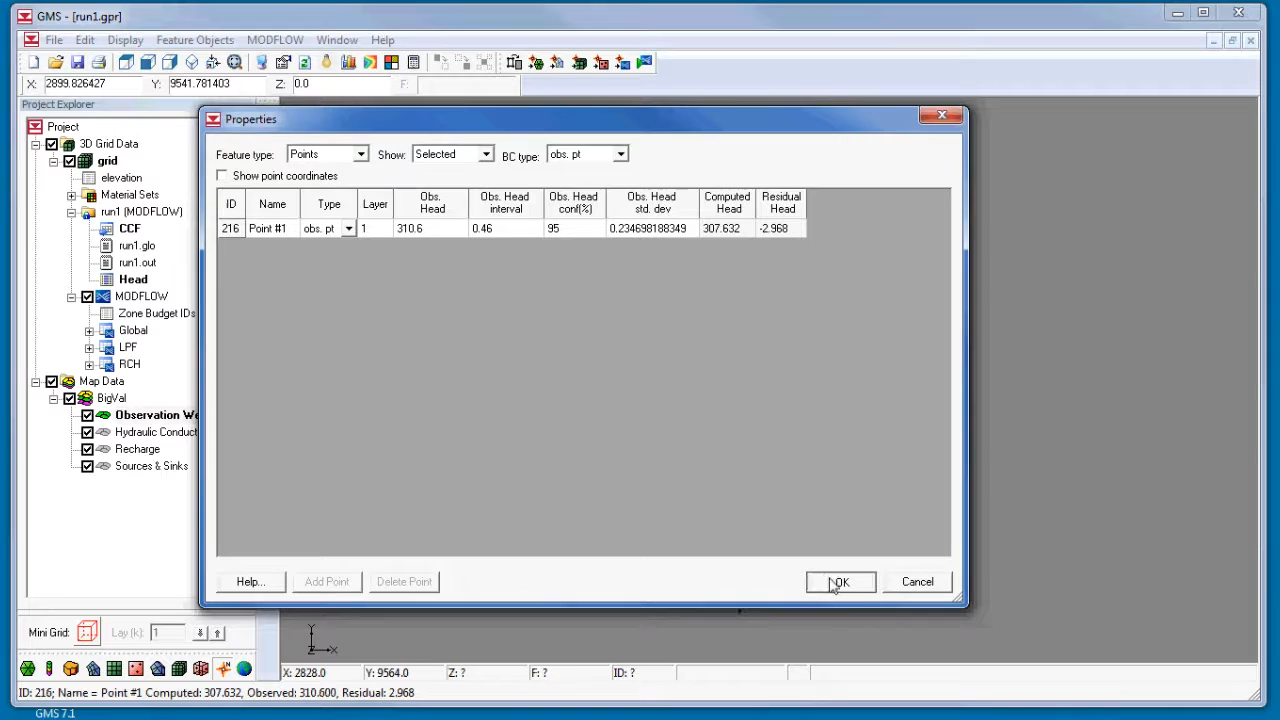 GMS - [run1.gpr]
File Edit Display Feature Objects MODFLOW Window Help
X: 2899.826427 Y: 9541.781403 Z: 0.0 F:
Project Explorer
Project
3D Grid Data
grid
elevation
Material Sets
run1 (MODFLOW)
CCF
run1.glo
run1.out
Head
MODFLOW
Zone Budget IDs
Global
LPF
RCH
Map Data
BigVal
Observation We
Hydraulic Conduct
Recharge
Sources & Sinks
Properties
Feature type: Points Show: Selected BC type: obs. pt
Show point coordinates
ID Name Type Layer Obs. Head Obs. Head interval Obs. Head conf(%) Obs. Head std. dev Computed Head Residual Head
216 Point #1 obs. pt 1 310.6 0.46 95 0.234698188349 307.632 -2.968
Help... Add Point Delete Point OK Cancel
Mini Grid: Lay (k): 1
Y
Z X
X: 2828.0 Y: 9564.0 Z: ? F: ? ID: ?
ID: 216; Name = Point #1 Computed: 307.632, Observed: 310.600, Residual: 2.968
GMS 7.1